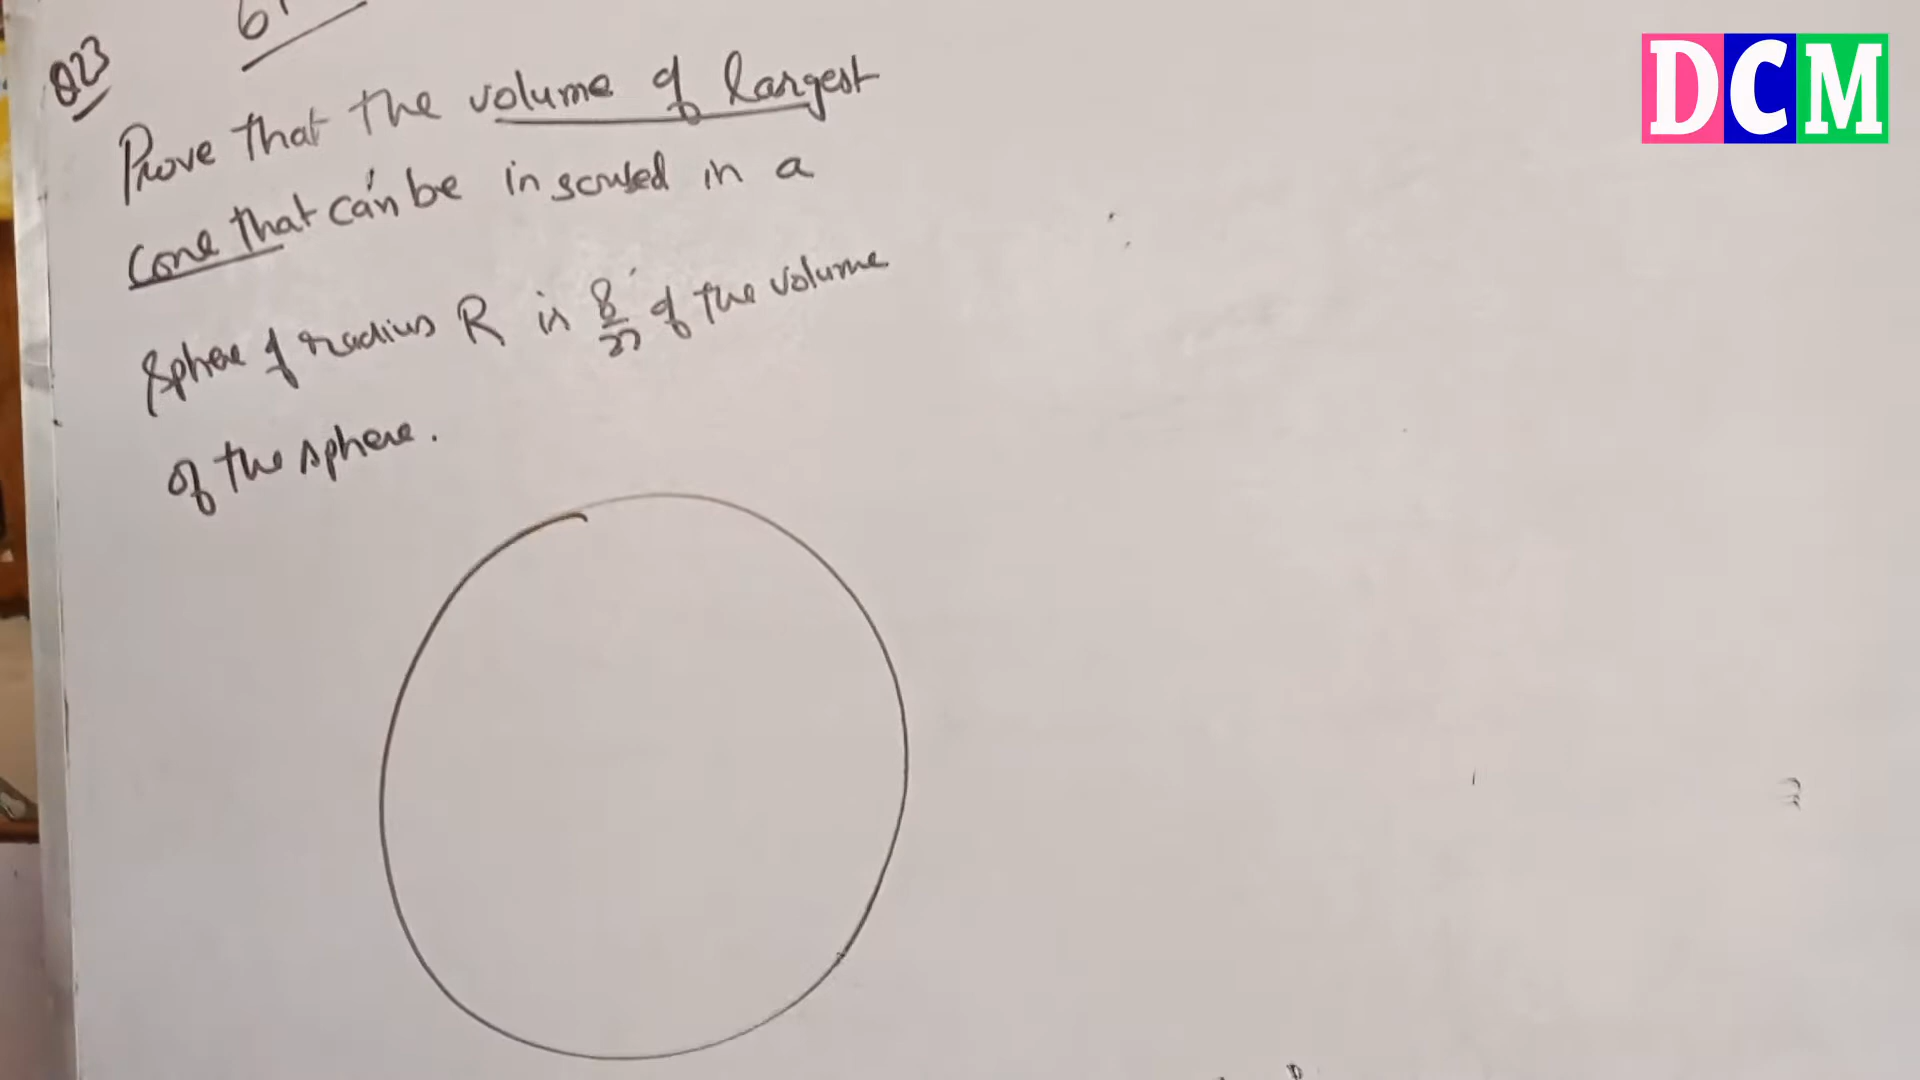 Q23
Prove that the volume of largest
cone that can be inscribed in a
sphere of radius R is 8/27 of the volume
of the sphere.
DCM